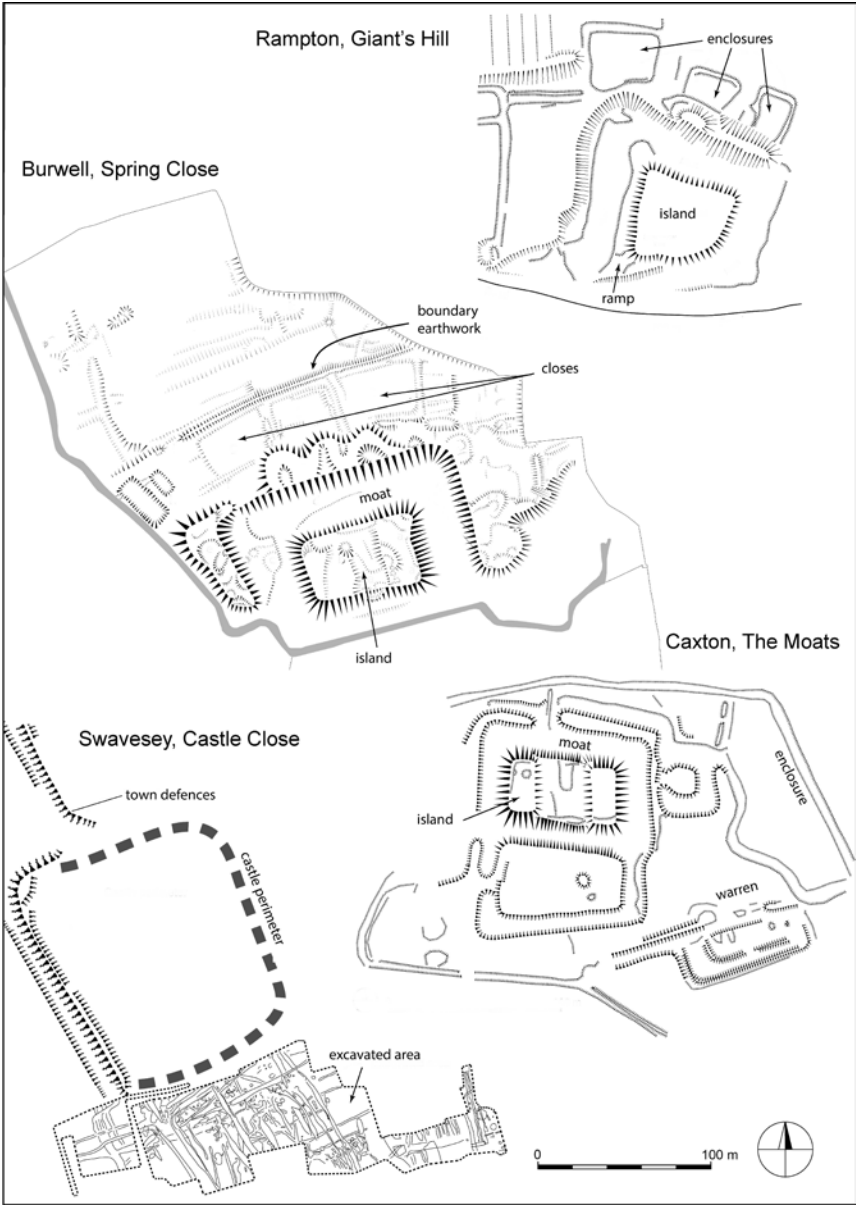 Rampton, Giant's Hill
enclosures
island
ramp
Burwell, Spring Close
boundary
earthwork
closes
moat
island
Caxton, The Moats
moat
island
enclosure
warren
Swavesey, Castle Close
town defences
castle perimeter
excavated area
0
100 m